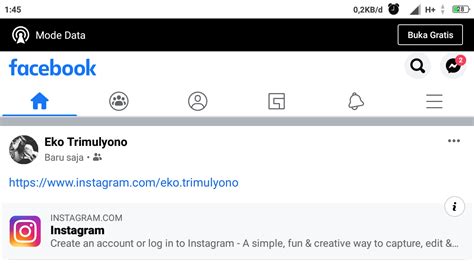 1:45 0,2KB/d H+ 28
Mode Data Buka Gratis
facebook 2
Eko Trimulyono
Baru saja
https://www.instagram.com/eko.trimulyono
INSTAGRAM.COM
Instagram
Create an account or log in to Instagram - A simple, fun & creative way to capture, edit &...